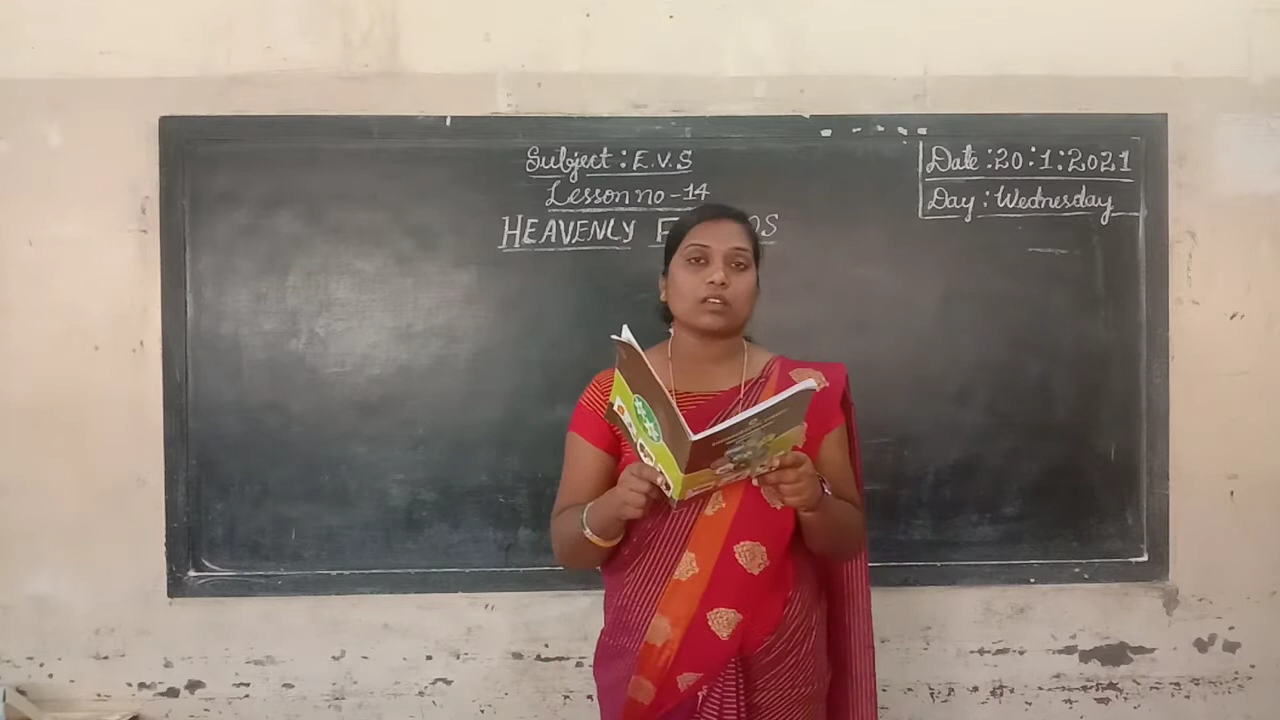 Subject : E.V.S
Lesson no - 14
HEAVENLY
Date : 20 : 1 : 2021
Day : Wednesday